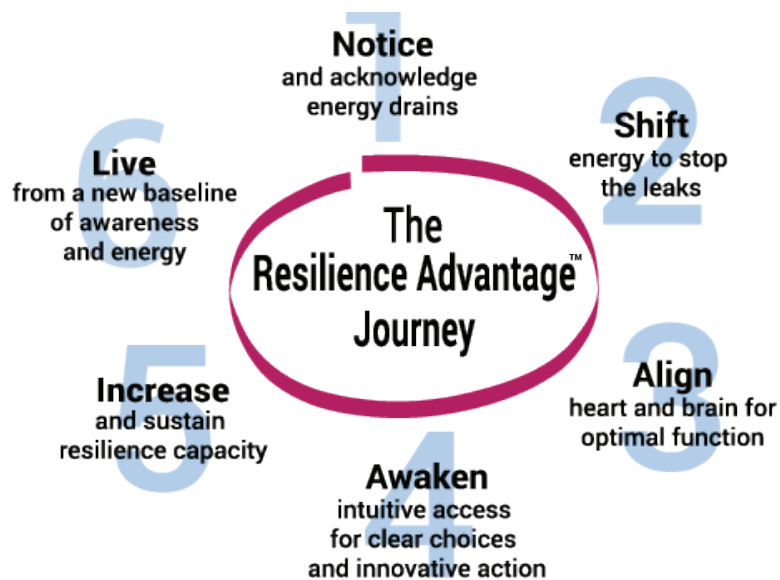 1
Notice
and acknowledge
energy drains
2
Shift
energy to stop
the leaks
3
Align
heart and brain for
optimal function
4
Awaken
intuitive access
for clear choices
and innovative action
5
Increase
and sustain
resilience capacity
6
Live
from a new baseline
of awareness
and energy
The
Resilience Advantage™
Journey